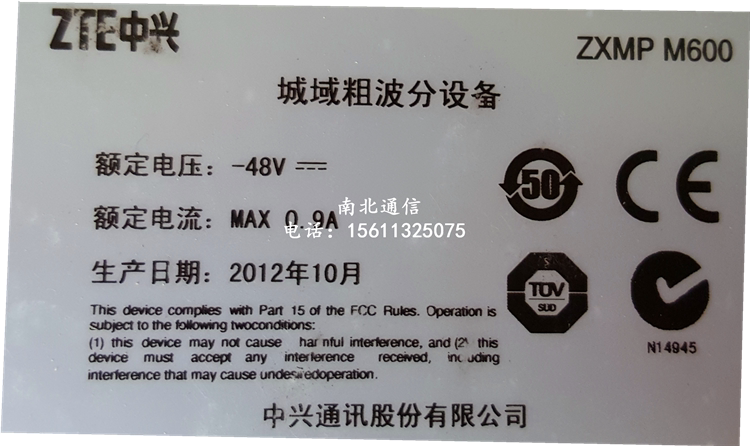 ZTE中兴
ZXMP M600
城域粗波分设备
额定电压：-48V
额定电流：MAX 0.9A
南北通信
电话：15611325075
生产日期：2012年10月
50
CE
TÜV
SUD
N14945
This device complies with Part 15 of the FCC Rules. Operation is
subject to the following twoconditions:
(1) this device may not cause harmful interference, and (2) this
device must accept any interference received, including
interference that may cause undesiredoperation.
中兴通讯股份有限公司